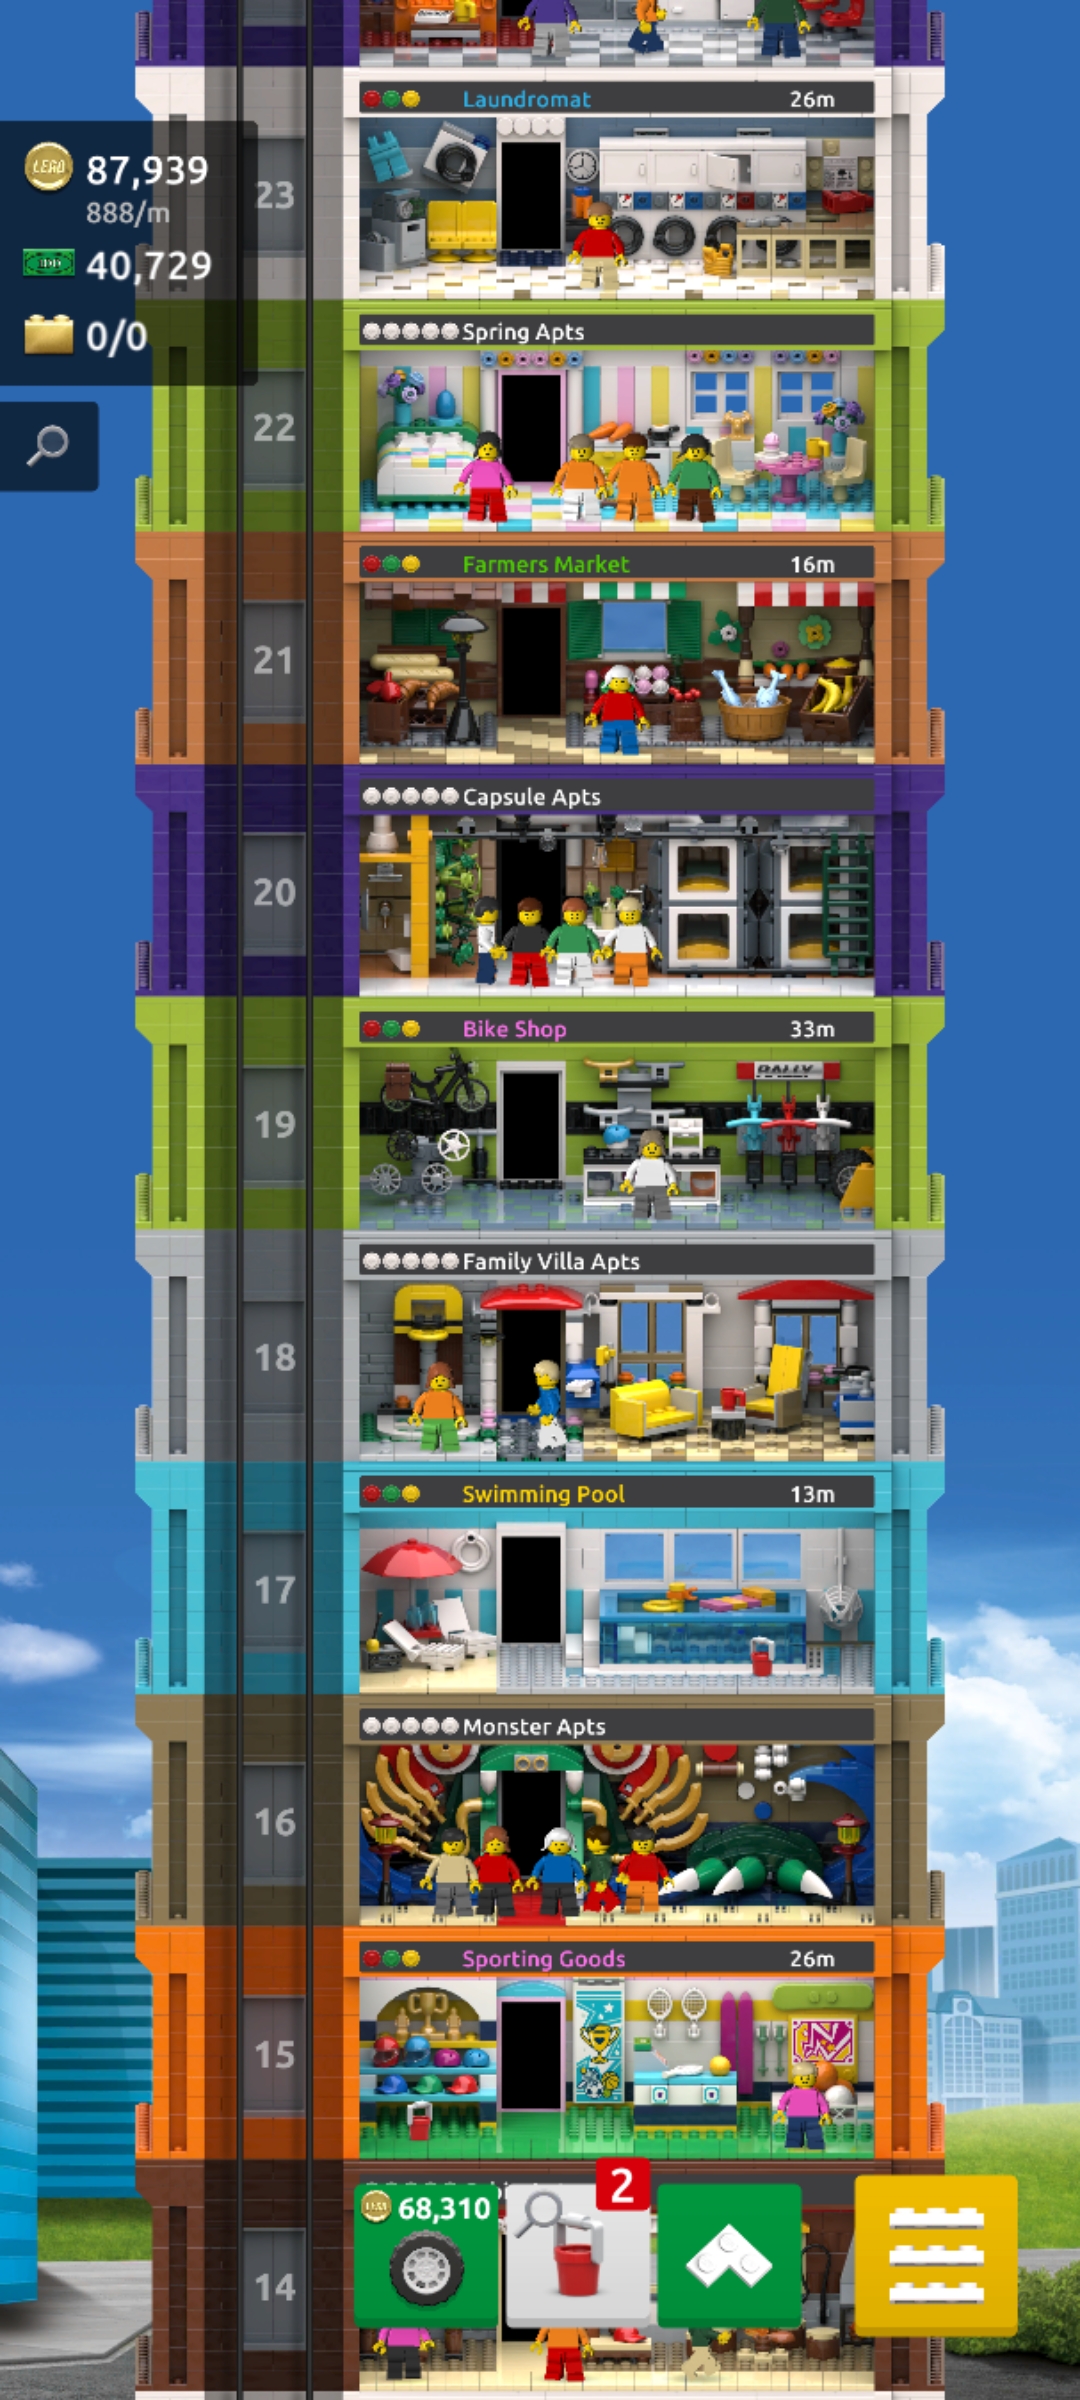 Laundromat 26m
LEGO 87,939
888/m
40,729
0/0
23
Spring Apts
22
Farmers Market 16m
21
Capsule Apts
20
Bike Shop 33m
RALLY
19
Family Villa Apts
18
Swimming Pool 13m
17
Monster Apts
16
Sporting Goods 26m
N
15
68,310
2
14